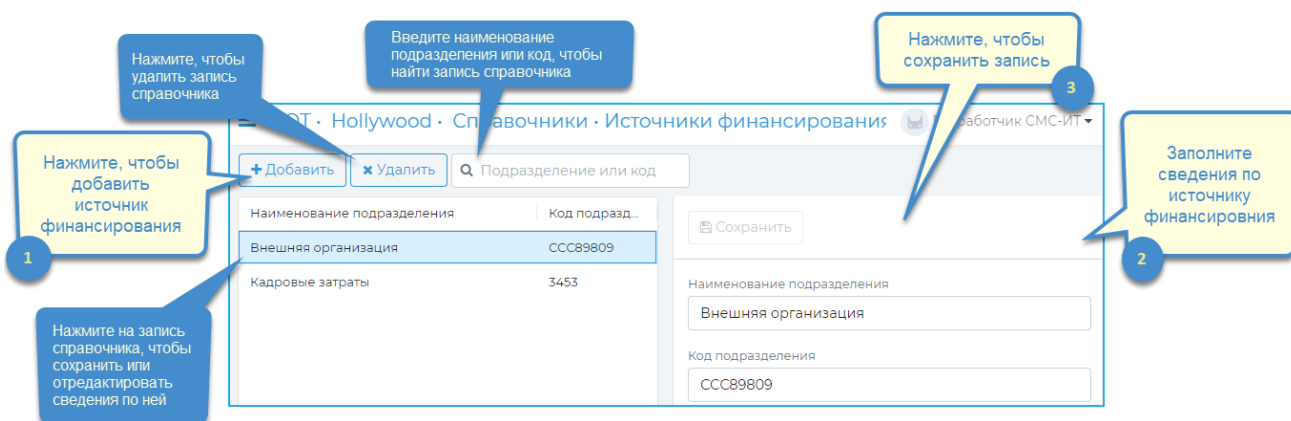 Нажмите, чтобы
удалить запись
справочника
Введите наименование
подразделения или код, чтобы
найти запись справочника
Нажмите, чтобы
сохранить запись
3
Hollywood · Справочники · Источники финансирования
СМС-ИТ
Нажмите, чтобы
добавить
источник
финансирования
1
Добавить
Удалить
Подразделение или код
Заполните
сведения по
источнику
финансировния
2
Наименование подразделения
Код подразд...
Внешняя организация
ССС89809
Кадровые затраты
3453
Сохранить
Наименование подразделения
Внешняя организация
Код подразделения
ССС89809
Нажмите на запись
справочника, чтобы
сохранить или
отредактировать
сведения по ней